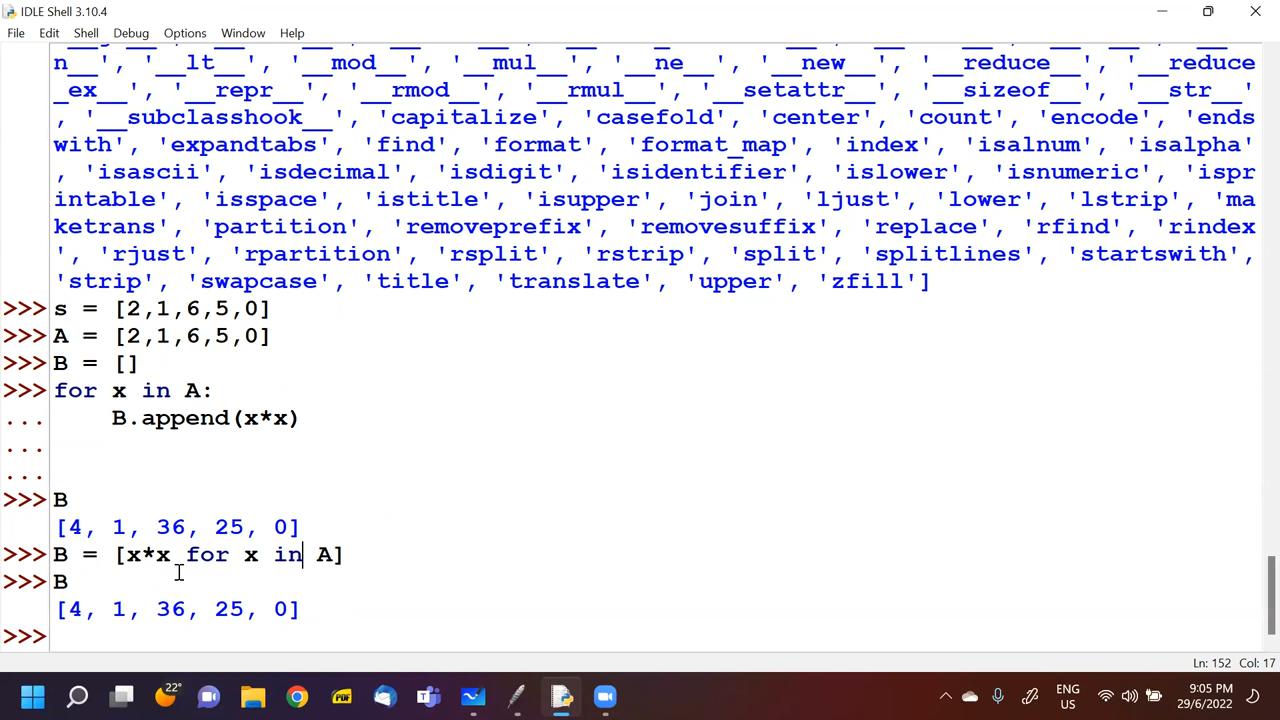 IDLE Shell 3.10.4
File Edit Shell Debug Options Window Help
n__', '__lt__', '__mod__', '__mul__', '__ne__', '__new__', '__reduce__', '__reduce
_ex__', '__repr__', '__rmod__', '__rmul__', '__setattr__', '__sizeof__', '__str__'
, '__subclasshook__', 'capitalize', 'casefold', 'center', 'count', 'encode', 'ends
with', 'expandtabs', 'find', 'format', 'format_map', 'index', 'isalnum', 'isalpha'
, 'isascii', 'isdecimal', 'isdigit', 'isidentifier', 'islower', 'isnumeric', 'ispr
intable', 'isspace', 'istitle', 'isupper', 'join', 'ljust', 'lower', 'lstrip', 'ma
ketrans', 'partition', 'removeprefix', 'removesuffix', 'replace', 'rfind', 'rindex
', 'rjust', 'rpartition', 'rsplit', 'rstrip', 'split', 'splitlines', 'startswith',
'strip', 'swapcase', 'title', 'translate', 'upper', 'zfill']
>>> s = [2,1,6,5,0]
>>> A = [2,1,6,5,0]
>>> B = []
>>> for x in A:
... B.append(x*x)
...
...
>>> B
[4, 1, 36, 25, 0]
>>> B = [x*x for x in A]
>>> B
[4, 1, 36, 25, 0]
>>>
Ln: 152 Col: 17
22°
PDF
ENG
US
9:05 PM
29/6/2022